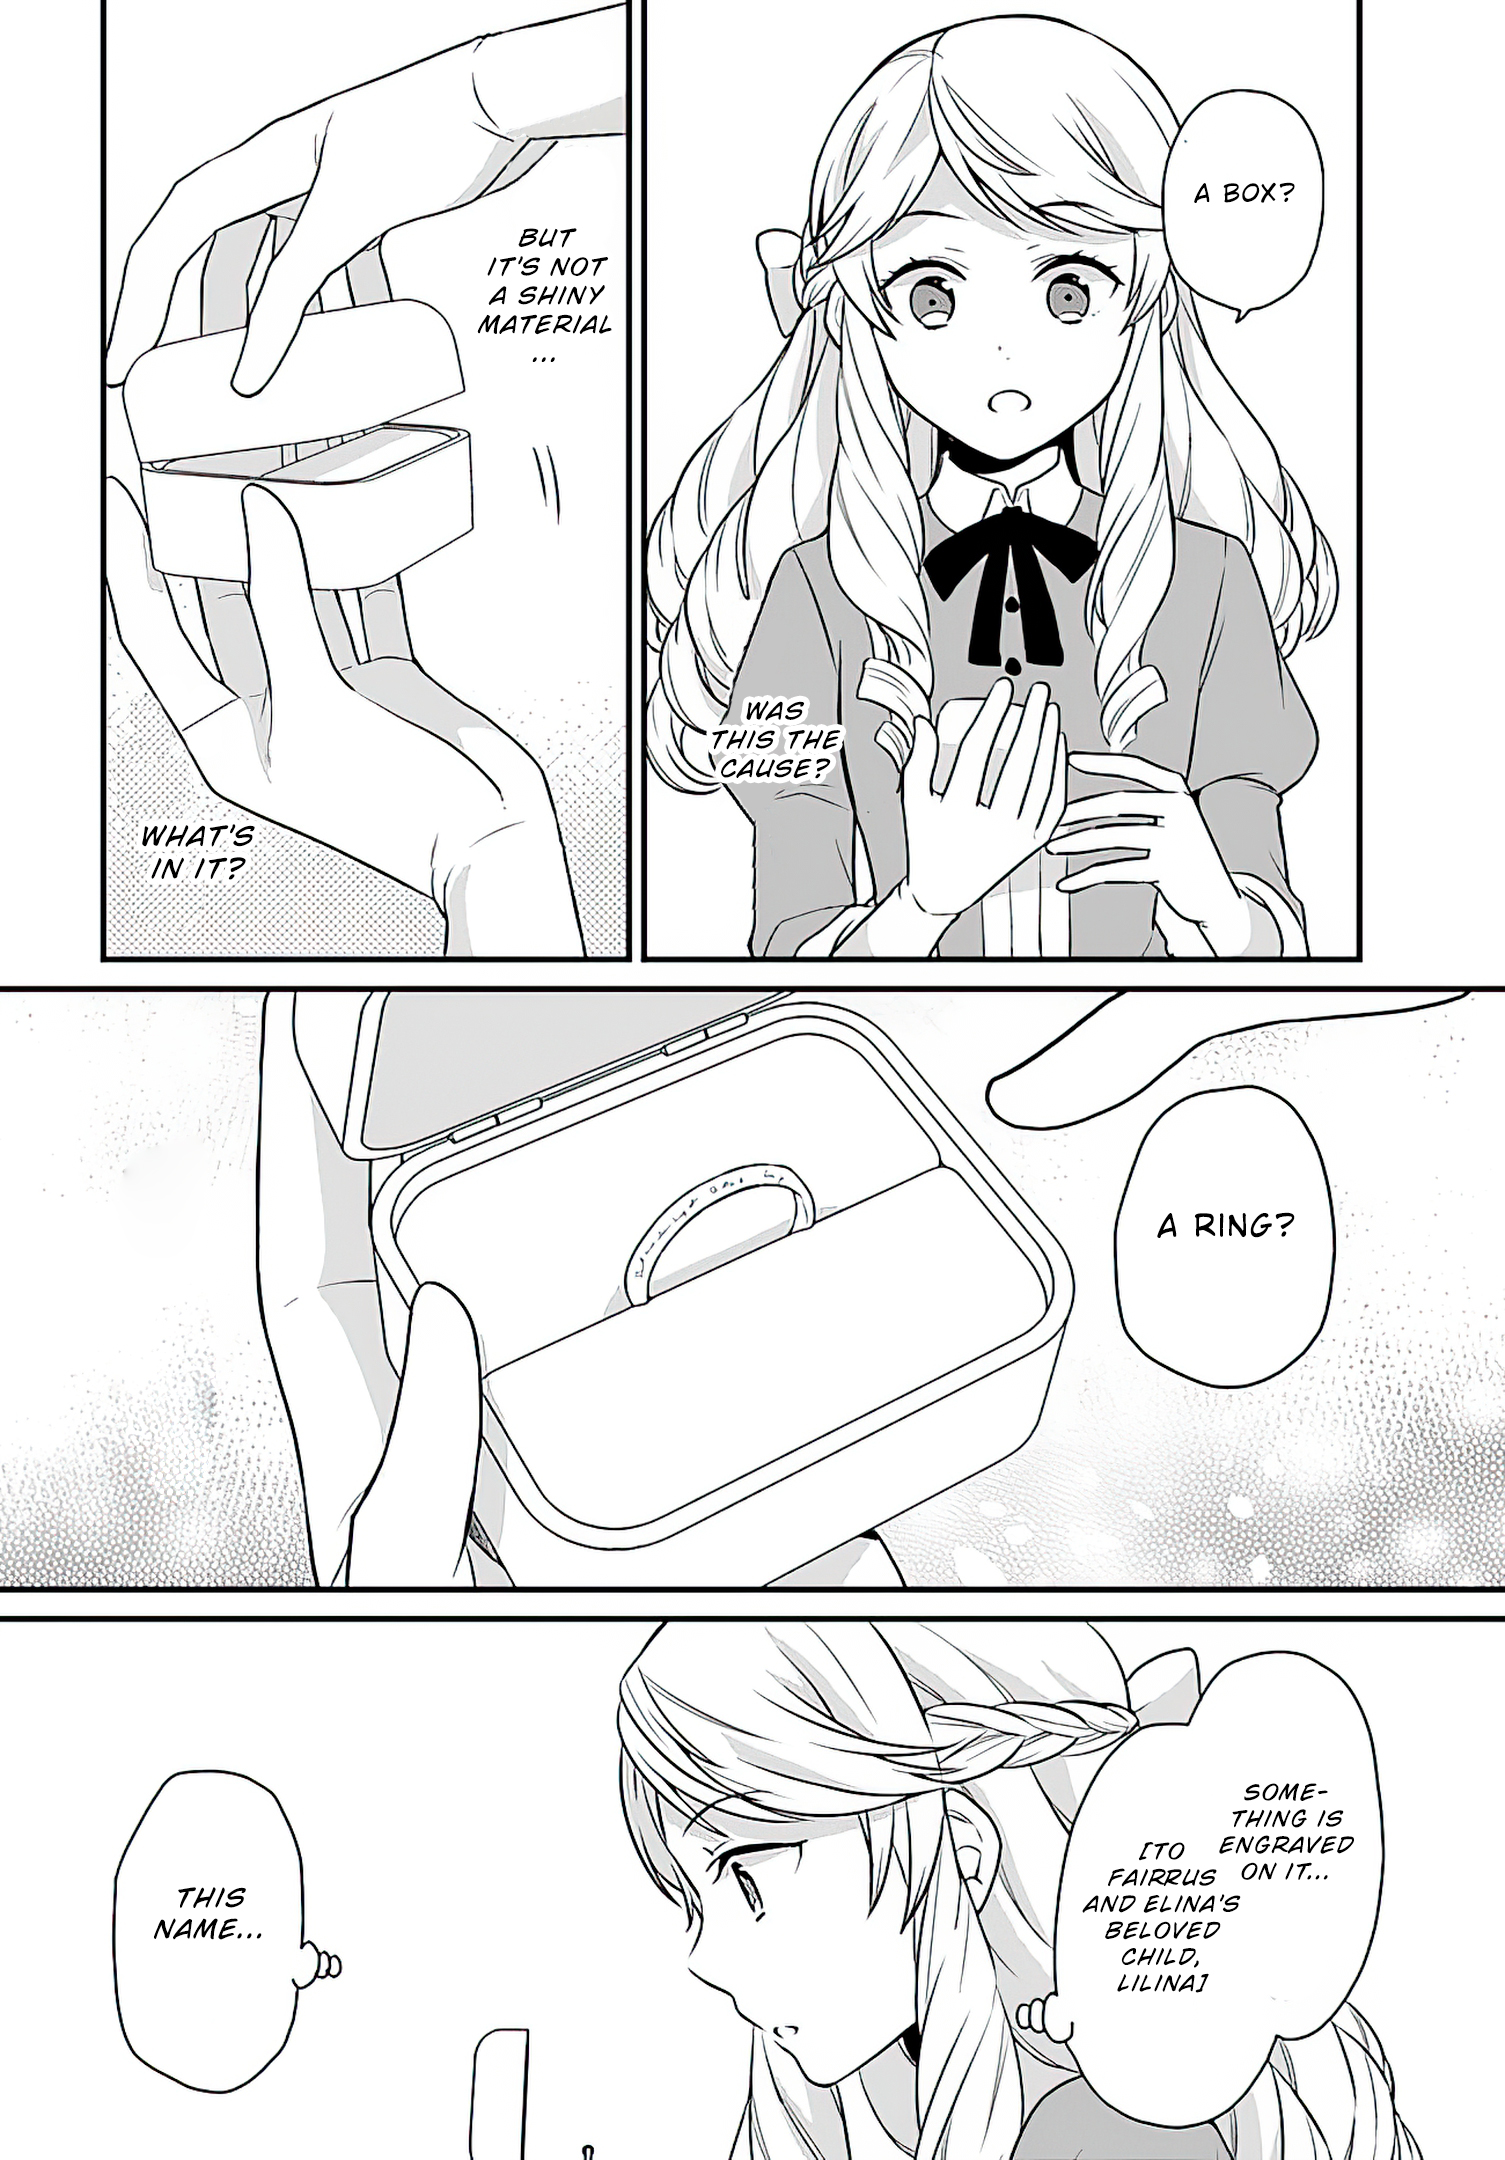 A BOX?
WAS
THIS THE
CAUSE?
BUT
IT'S NOT
A SHINY
MATERIAL
...
WHAT'S
IN IT?
A RING?
SOME-
THING IS
ENGRAVED
ON IT...
[TO
FAIRRUS
AND ELINA'S
BELOVED
CHILD,
LILINA]
THIS
NAME...